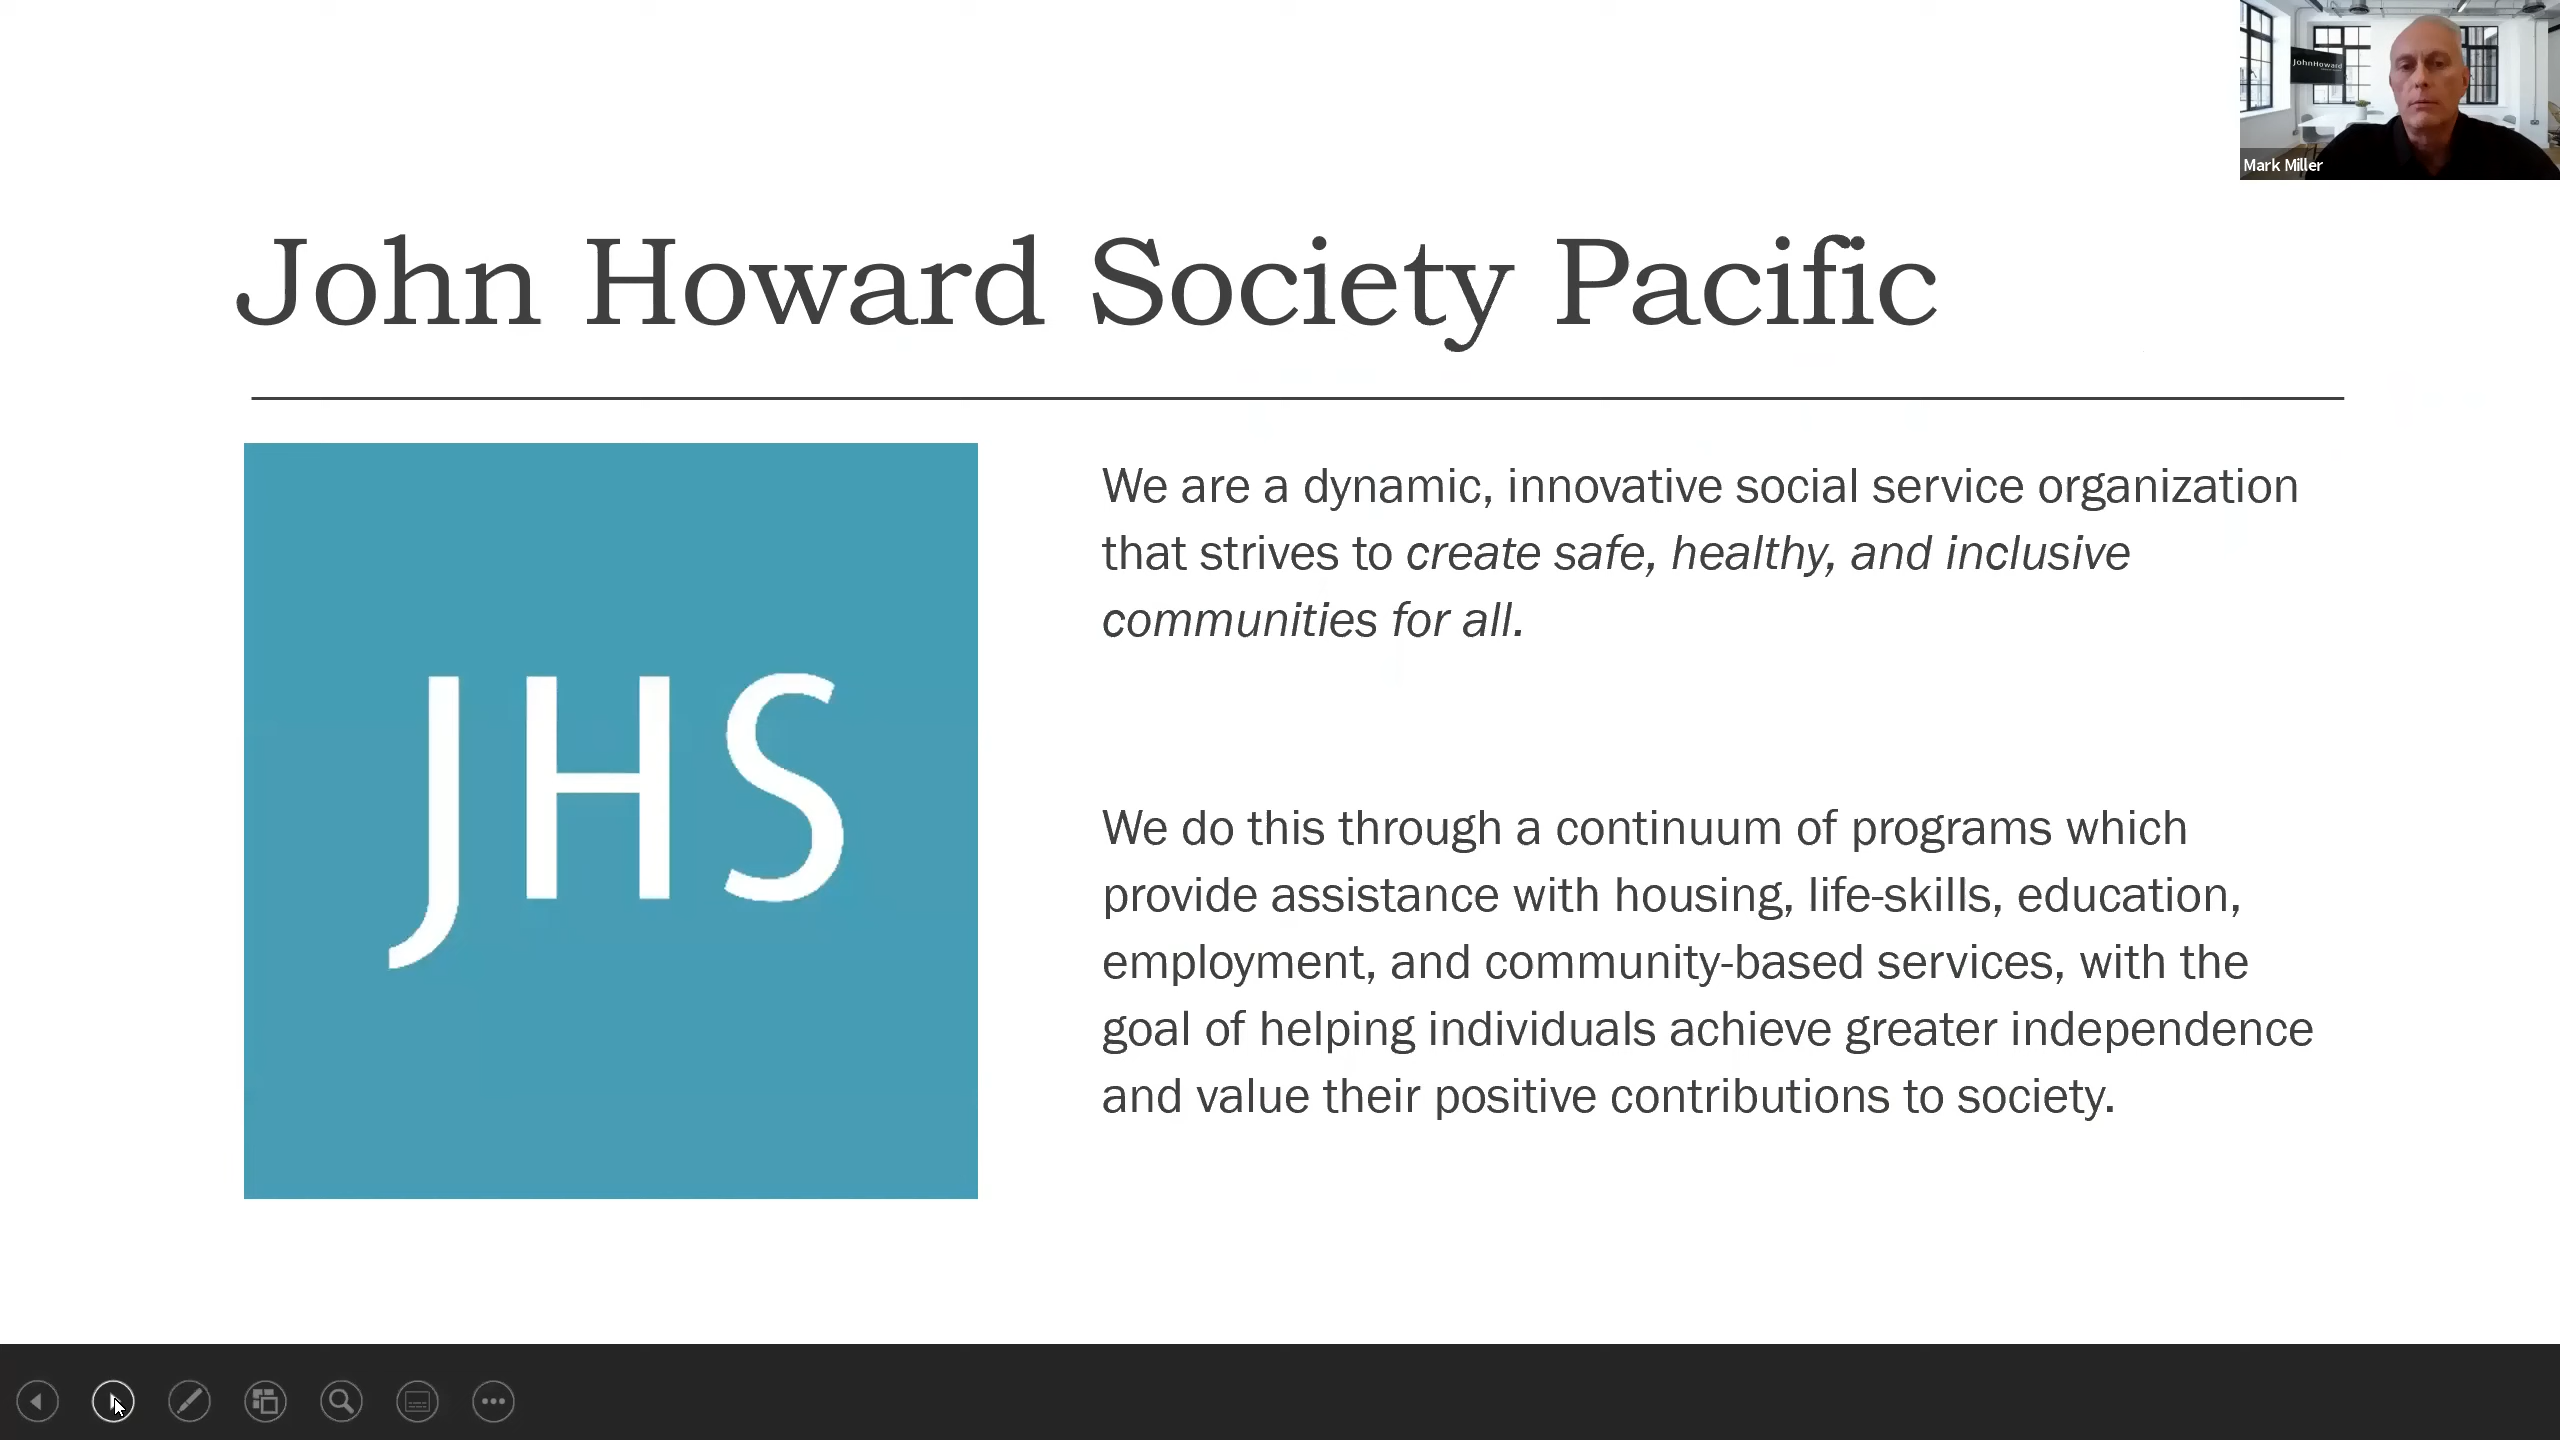 JohnHoward
Mark Miller
John Howard Society Pacific
JHS
We are a dynamic, innovative social service organization
that strives to create safe, healthy, and inclusive
communities for all.
We do this through a continuum of programs which
provide assistance with housing, life-skills, education,
employment, and community-based services, with the
goal of helping individuals achieve greater independence
and value their positive contributions to society.